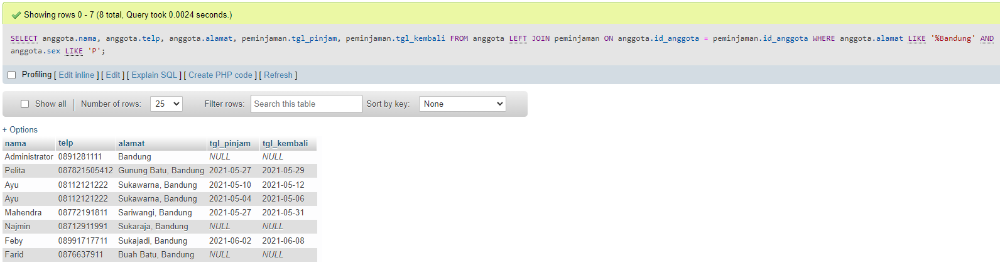 Showing rows 0 - 7 (8 total, Query took 0.0024 seconds.)
SELECT anggota.nama, anggota.telp, anggota.alamat, peminjaman.tgl_pinjam, peminjaman.tgl_kembali FROM anggota LEFT JOIN peminjaman ON anggota.id_anggota = peminjaman.id_anggota WHERE anggota.alamat LIKE '%Bandung' AND
anggota.sex LIKE 'P';
Profiling [ Edit inline ] [ Edit ] [ Explain SQL ] [ Create PHP code ] [ Refresh ]
Show all | Number of rows: 25 Filter rows: Search this table Sort by key: None
+ Options
nama telp alamat tgl_pinjam tgl_kembali
Administrator 0891281111 Bandung NULL NULL
Pelita 087821505412 Gunung Batu, Bandung 2021-05-27 2021-05-29
Ayu 08112121222 Sukawarna, Bandung 2021-05-10 2021-05-12
Ayu 08112121222 Sukawarna, Bandung 2021-05-04 2021-05-06
Mahendra 08772191811 Sariwangi, Bandung 2021-05-27 2021-05-31
Najmin 08712911991 Sukaraja, Bandung NULL NULL
Feby 08991717711 Sukajadi, Bandung 2021-06-02 2021-06-08
Farid 0876637911 Buah Batu, Bandung NULL NULL